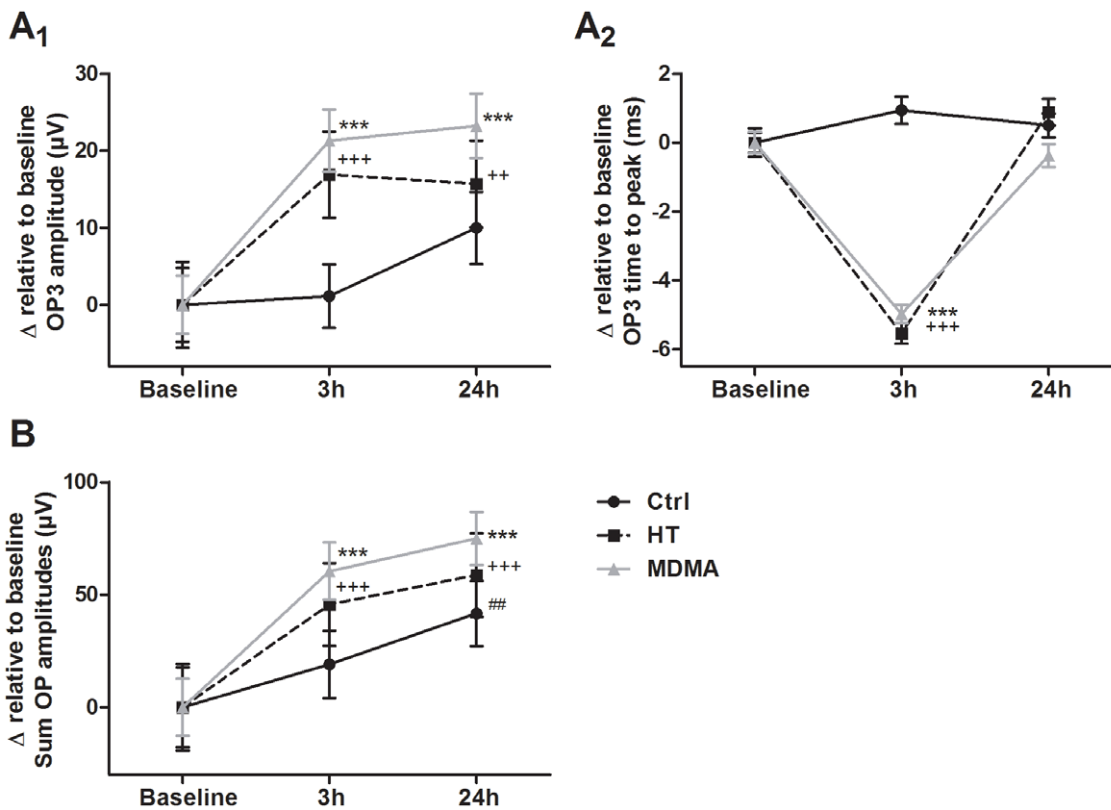 A1
Δ relative to baseline
OP3 amplitude (µV)
30
20
10
0
***
+++
***
++
Baseline 3h 24h
A2
Δ relative to baseline
OP3 time to peak (ms)
2
0
-2
-4
-6
***
+++
Baseline 3h 24h
B
Δ relative to baseline
Sum OP amplitudes (µV)
100
50
0
***
+++
***
+++
##
Baseline 3h 24h
Ctrl
HT
MDMA